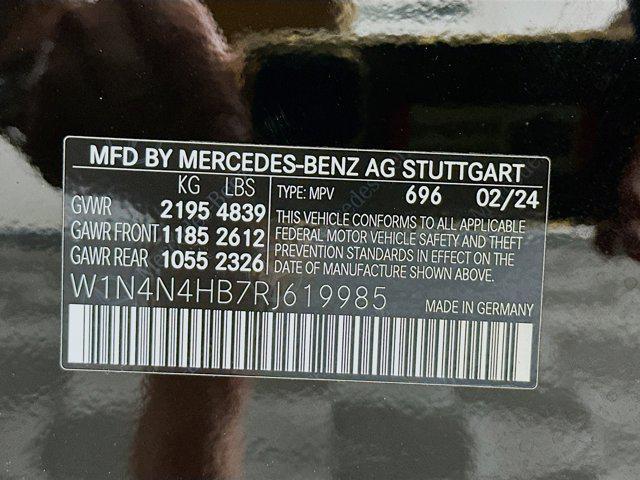 MFD BY MERCEDES-BENZ AG STUTTGART
KG LBS
GVWR 2195 4839
GAWR FRONT 1185 2612
GAWR REAR 1055 2326
TYPE: MPV 696 02/24
THIS VEHICLE CONFORMS TO ALL APPLICABLE
FEDERAL MOTOR VEHICLE SAFETY AND THEFT
PREVENTION STANDARDS IN EFFECT ON THE
DATE OF MANUFACTURE SHOWN ABOVE.
W1N4N4HB7RJ619985
MADE IN GERMANY